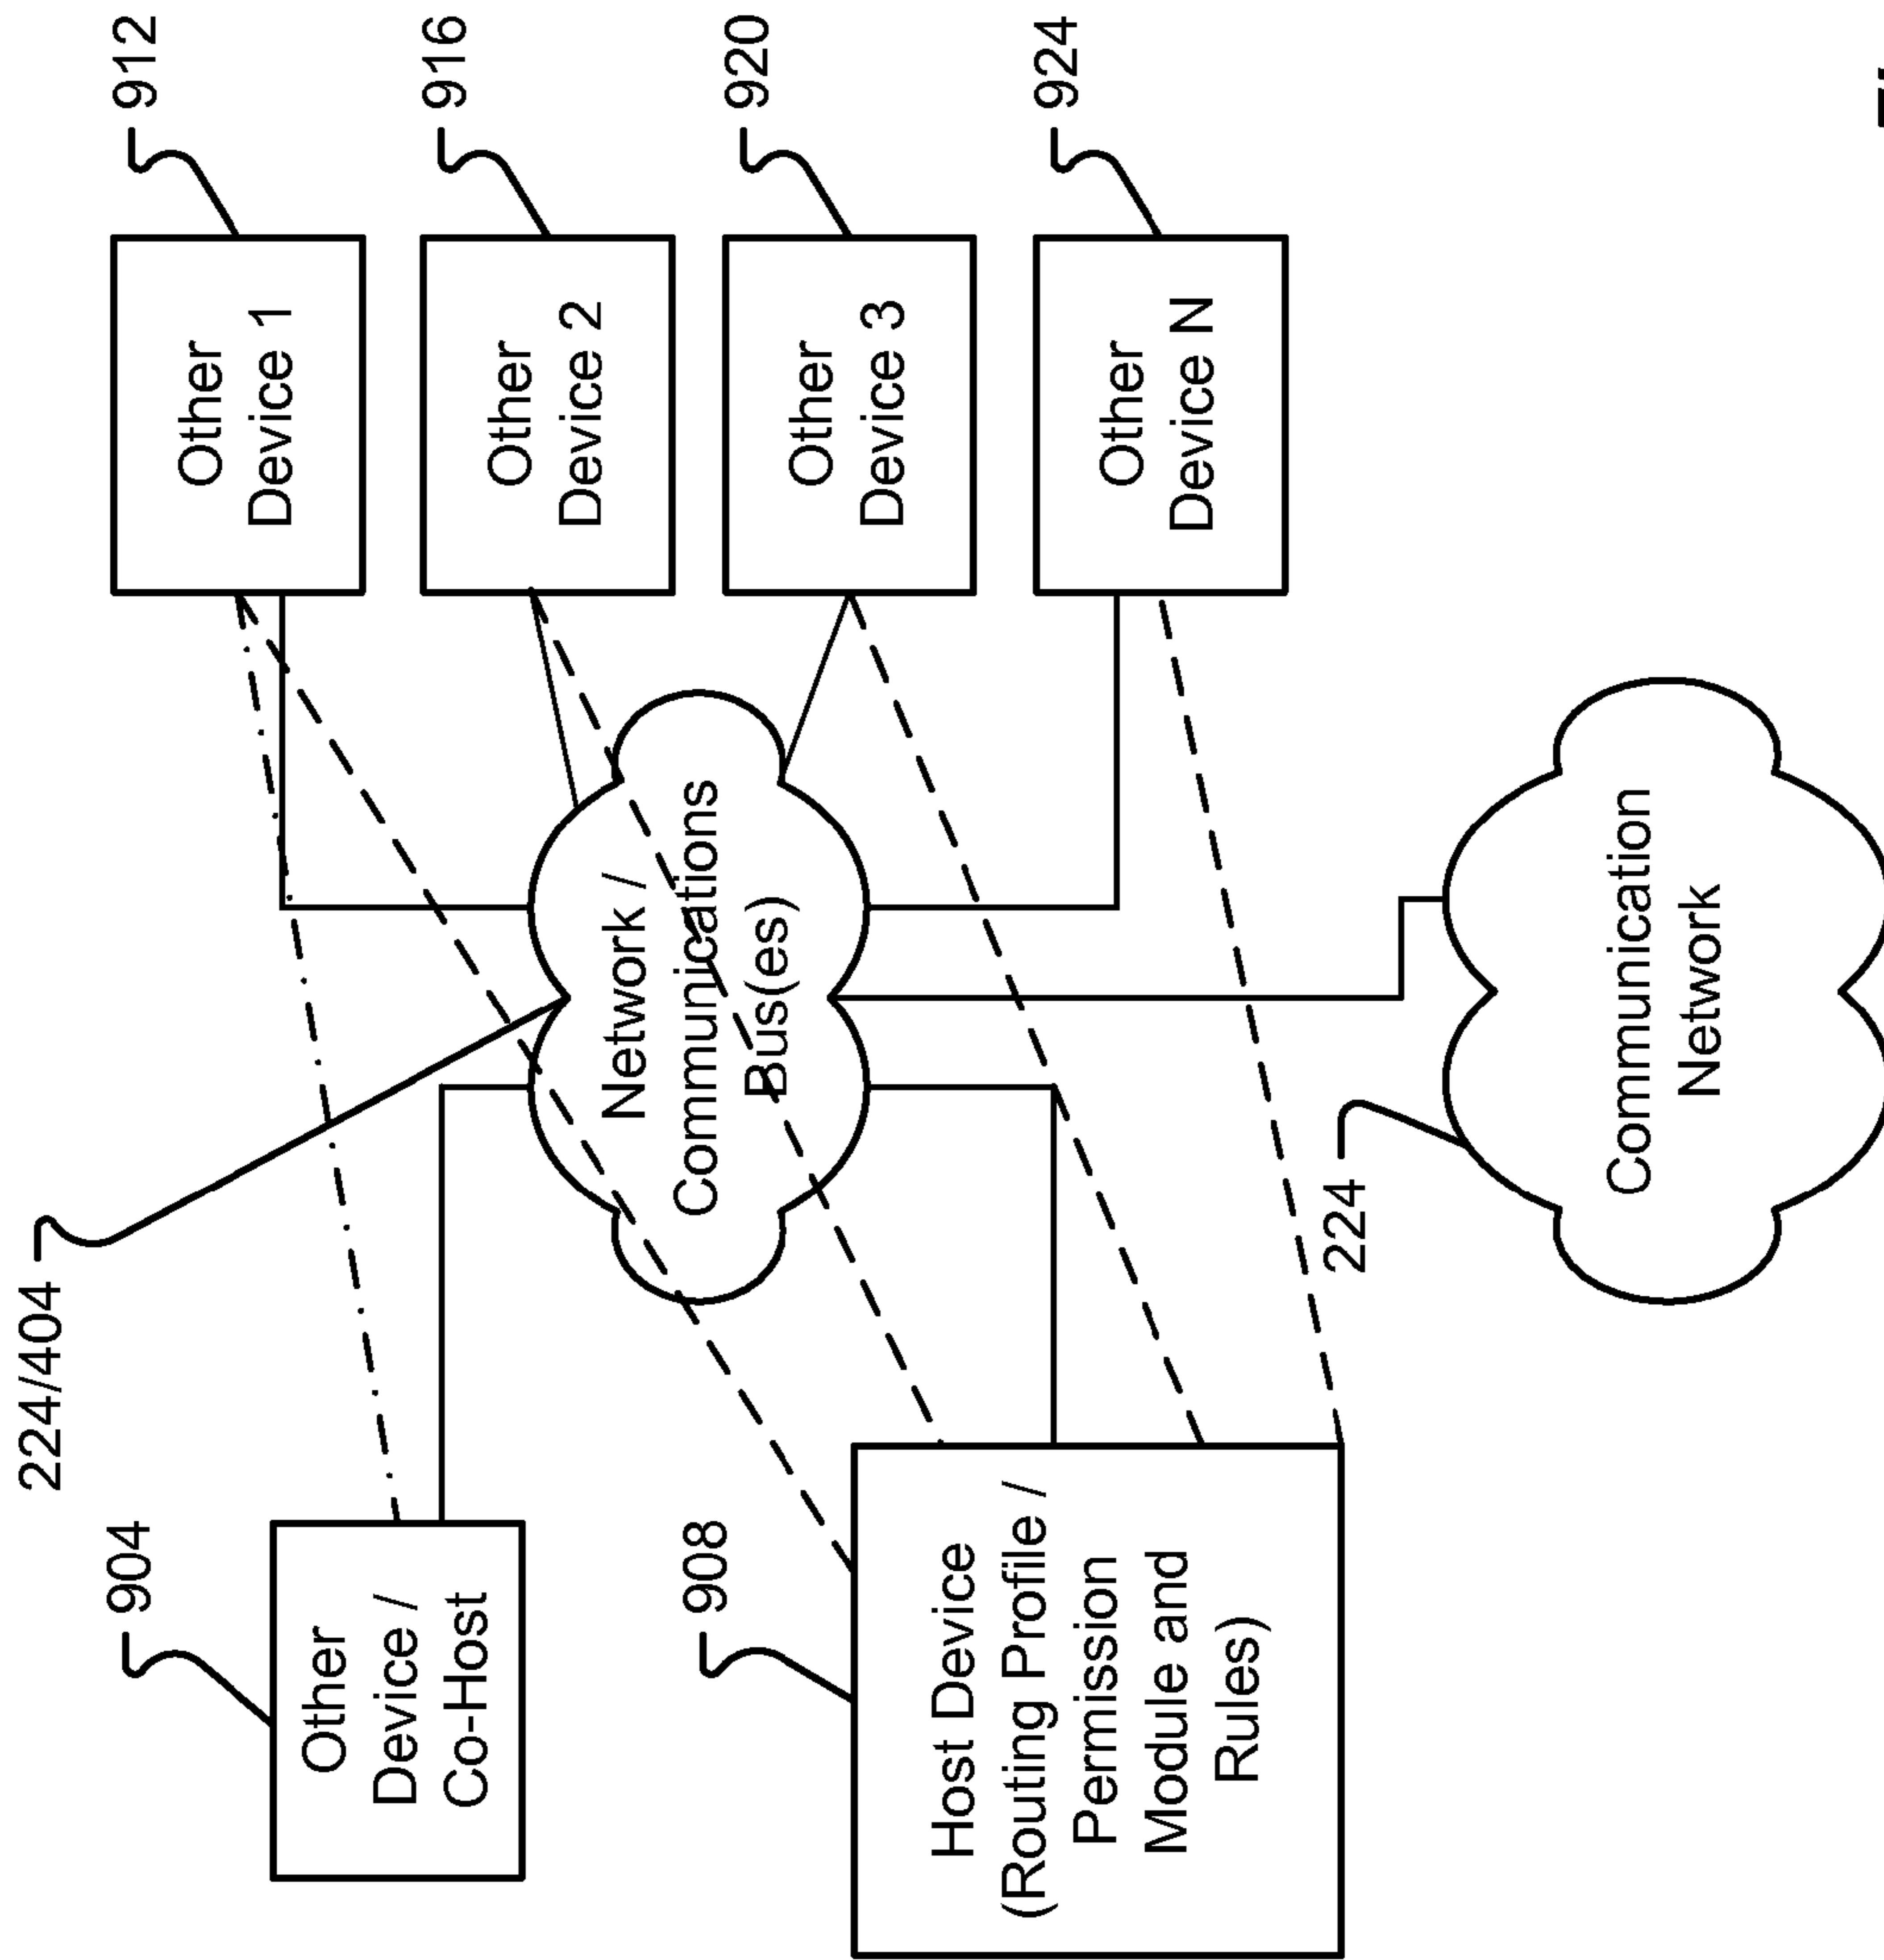 224/404
904
Other
Device /
Co-Host
908
Host Device
(Routing Profile /
Permission
Module and
Rules)
Network /
Communications
Bus(es)
224
Communication
Network
Other
Device 1
912
Other
Device 2
916
Other
Device 3
920
Other
Device N
924